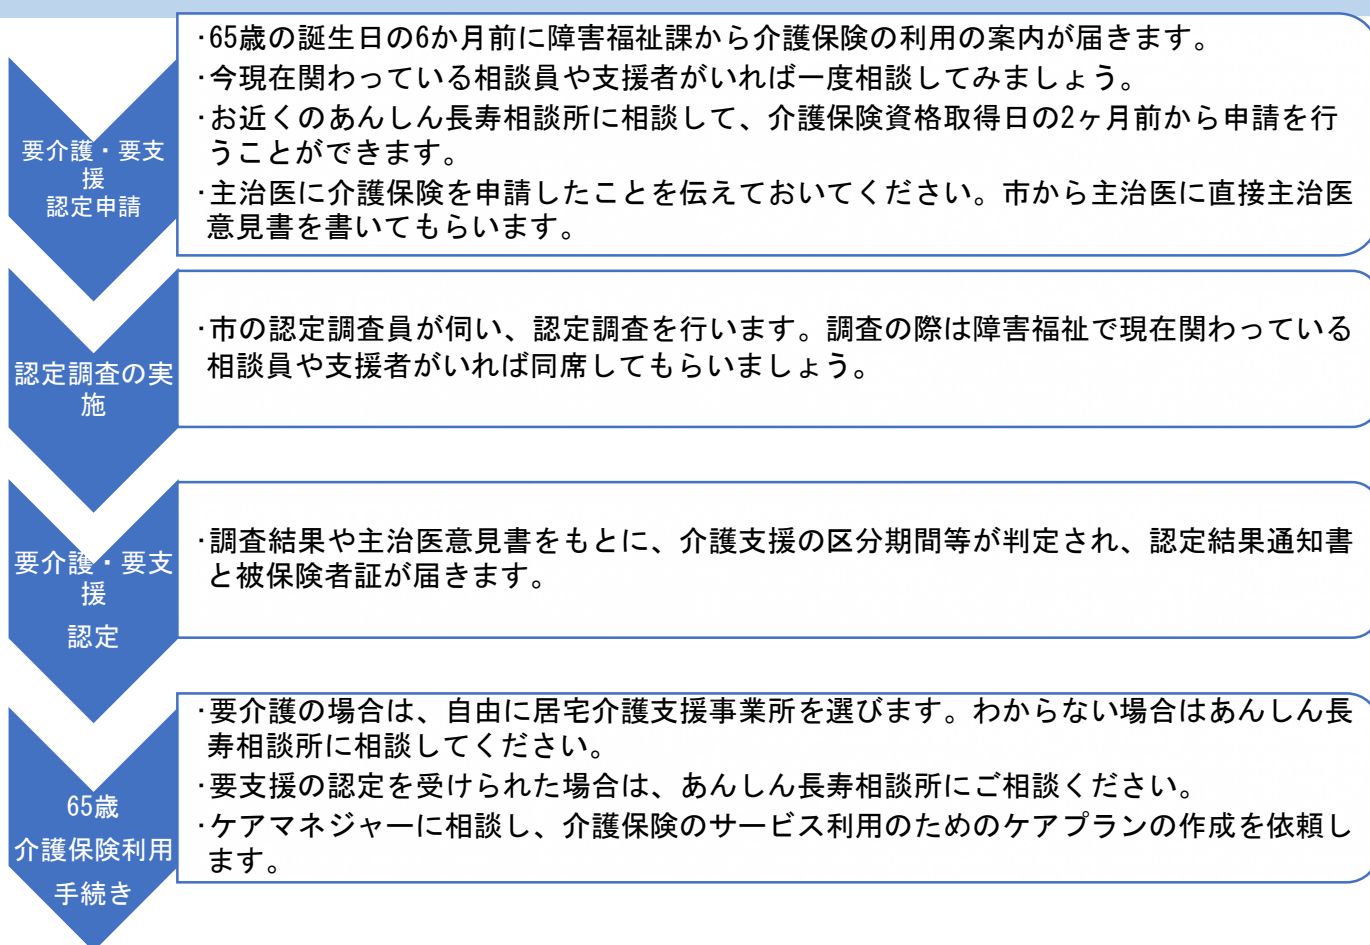 要介護・要支
援
認定申請
・65歳の誕生日の6か月前に障害福祉課から介護保険の利用の案内が届きます。
・今現在関わっている相談員や支援者がいれば一度相談してみましょう。
・お近くのあんしん長寿相談所に相談して、介護保険資格取得日の2ヶ月前から申請を行
うことができます。
・主治医に介護保険を申請したことを伝えておいてください。市から主治医に直接主治医
意見書を書いてもらいます。
認定調査の実
施
・市の認定調査員が伺い、認定調査を行います。調査の際は障害福祉で現在関わっている
相談員や支援者がいれば同席してもらいましょう。
要介護・要支
援
認定
・調査結果や主治医意見書をもとに、介護支援の区分期間等が判定され、認定結果通知書
と被保険者証が届きます。
65歳
介護保険利用
手続き
・要介護の場合は、自由に居宅介護支援事業所を選びます。わからない場合はあんしん長
寿相談所に相談してください。
・要支援の認定を受けられた場合は、あんしん長寿相談所にご相談ください。
・ケアマネジャーに相談し、介護保険のサービス利用のためのケアプランの作成を依頼し
ます。